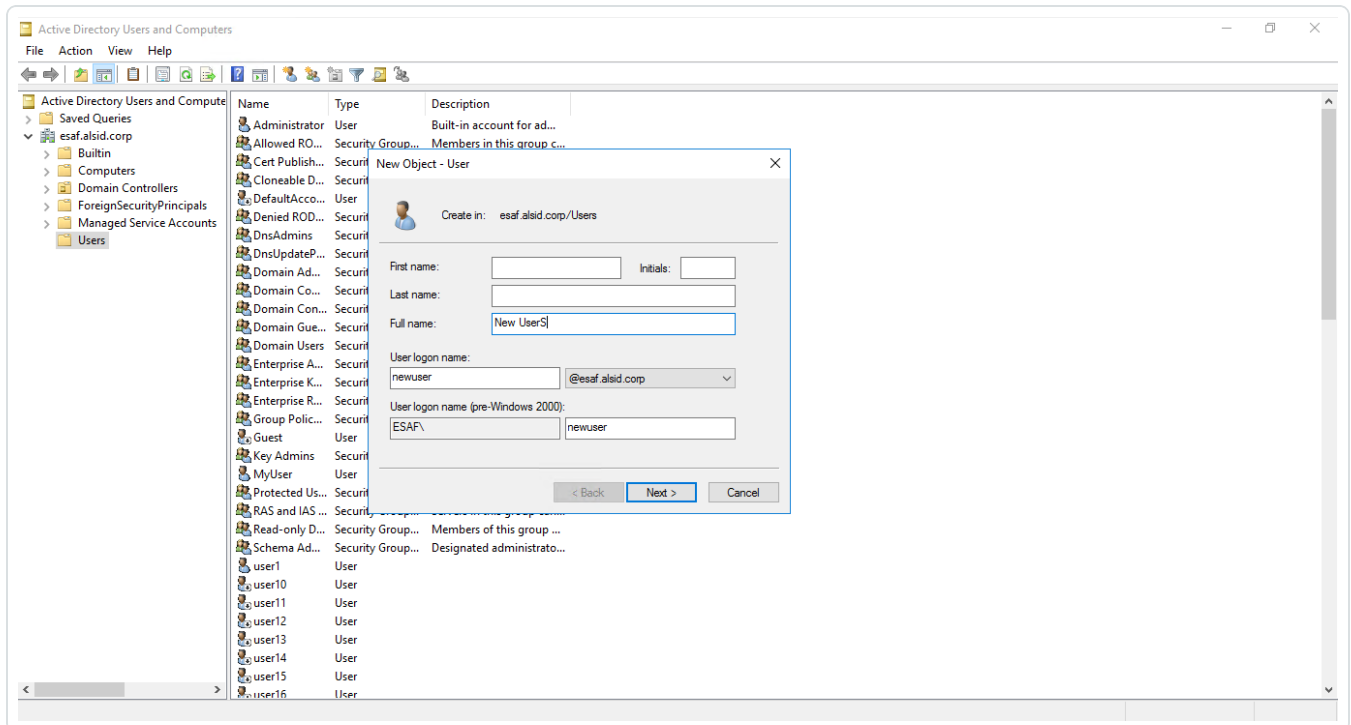 Active Directory Users and Computers
File Action View Help
Active Directory Users and Compute
Saved Queries
esaf.alsid.corp
Builtin
Computers
Domain Controllers
ForeignSecurityPrincipals
Managed Service Accounts
Users
Name Type Description
Administrator User Built-in account for ad...
Allowed RO... Security Group... Members in this group c...
Cert Publish... Securit
Cloneable D... Securit
DefaultAcco... User
Denied ROD... Securit
DnsAdmins Securit
DnsUpdateP... Securit
Domain Ad... Securit
Domain Co... Securit
Domain Con... Securit
Domain Gue... Securit
Domain Users Securit
Enterprise A... Securit
Enterprise K... Securit
Enterprise R... Securit
Group Polic... Securit
Guest User
Key Admins Securit
MyUser User
Protected Us... Securit
RAS and IAS ... Security Group...
Read-only D... Security Group... Members of this group ...
Schema Ad... Security Group... Designated administrato...
user1 User
user10 User
user11 User
user12 User
user13 User
user14 User
user15 User
user16 User
New Object - User
Create in: esaf.alsid.corp/Users
First name: Initials:
Last name:
Full name: New UserS
User logon name:
newuser @esaf.alsid.corp
User logon name (pre-Windows 2000):
ESAF\ newuser
< Back Next > Cancel